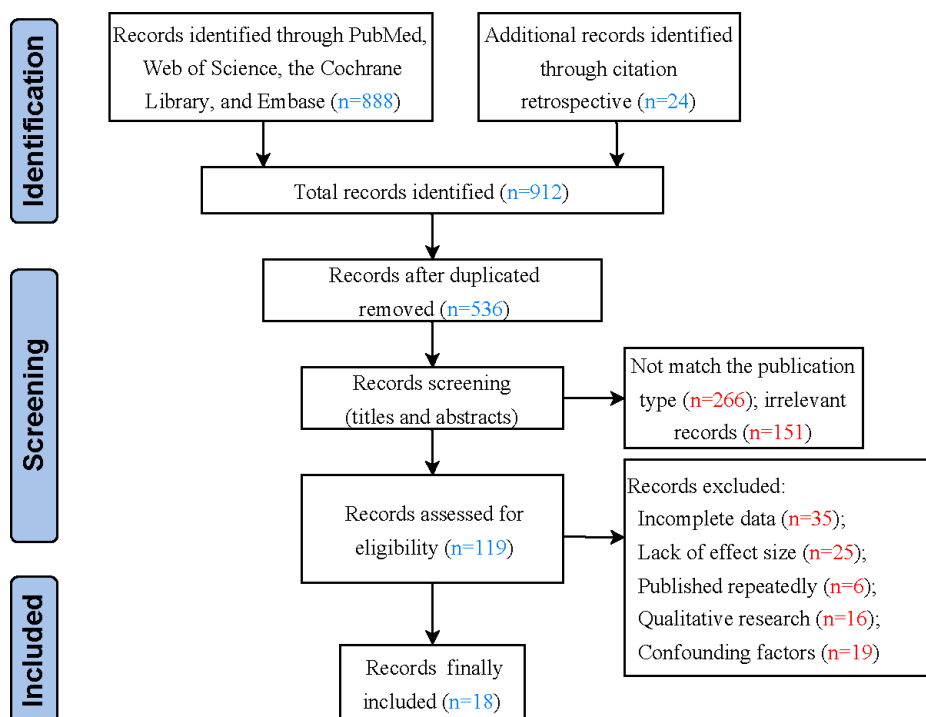 Identification
Records identified through PubMed,
Web of Science, the Cochrane
Library, and Embase (n=888)
Additional records identified
through citation
retrospective (n=24)
Total records identified (n=912)
Screening
Records after duplicated
removed (n=536)
Records screening
(titles and abstracts)
Not match the publication
type (n=266); irrelevant
records (n=151)
Records assessed for
eligibility (n=119)
Records excluded:
Incomplete data (n=35);
Lack of effect size (n=25);
Published repeatedly (n=6);
Qualitative research (n=16);
Confounding factors (n=19)
Included
Records finally
included (n=18)